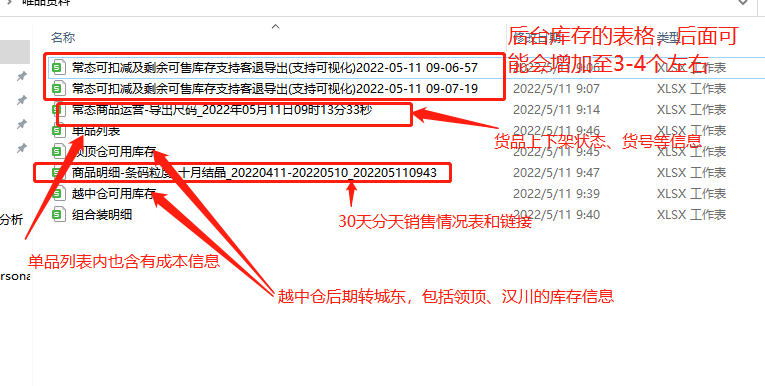 唯品资料
名称
修改日期
类型
后台库存的表格，后面可
能会增加至3-4个左右
常态可扣减及剩余可售库存支持客退导出(支持可视化)2022-05-11 09-06-57
XLSX 工作表
常态可扣减及剩余可售库存支持客退导出(支持可视化)2022-05-11 09-07-19
2022/5/11 9:07
XLSX 工作表
常态商品运营-导出尺码_2022年05月11日09时13分33秒
2022/5/11 9:14
XLSX 工作表
单品列表
2022/5/11 9:46
XLSX 工作表
货品上下架状态、货号等信息
领顶仓可用库存
2022/5/11 9:45
XLSX 工作表
商品明细-条码粒度_十月结晶_20220411-20220510_202205110943
2022/5/11 9:47
XLSX 工作表
越中仓可用库存
2022/5/11 9:39
XLSX 工作表
组合装明细
2022/5/11 9:40
XLSX 工作表
分析
30天分天销售情况表和链接
单品列表内也含有成本信息
ersona
越中仓后期转城东，包括领顶、汉川的库存信息